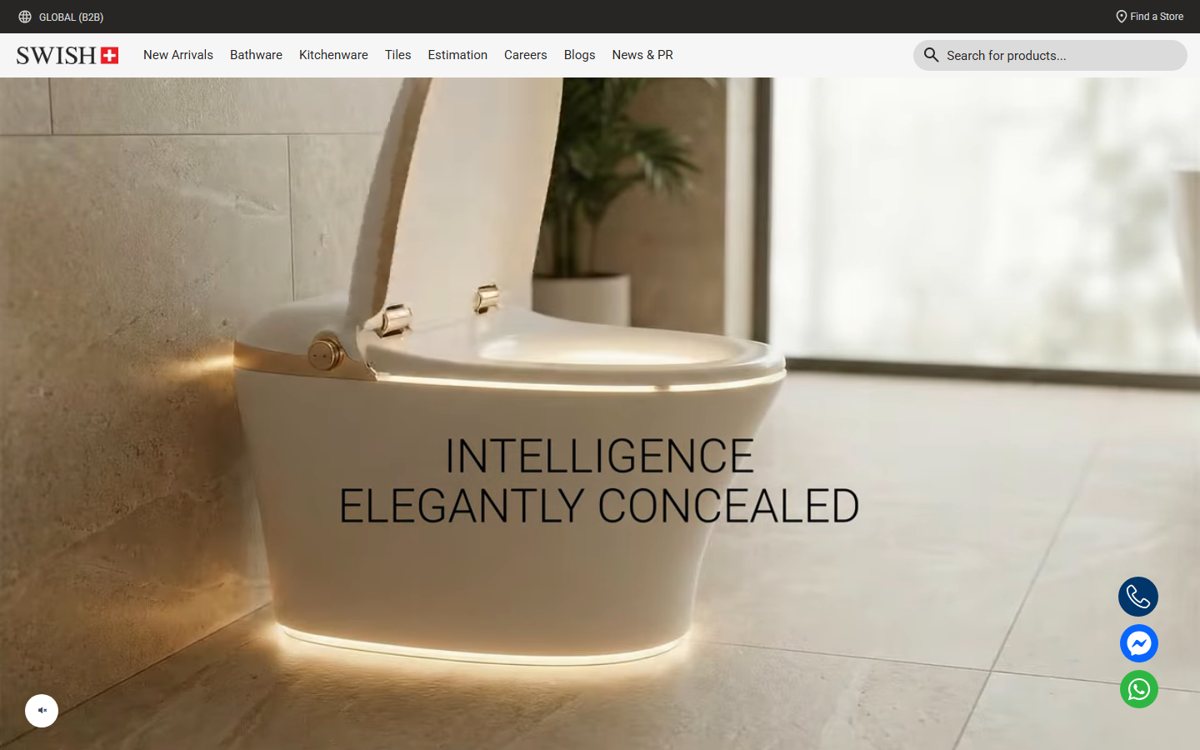 GLOBAL (B2B)
Find a Store
SWISH
New Arrivals
Bathware
Kitchenware
Tiles
Estimation
Careers
Blogs
News & PR
Search for products...
INTELLIGENCE
ELEGANTLY CONCEALED